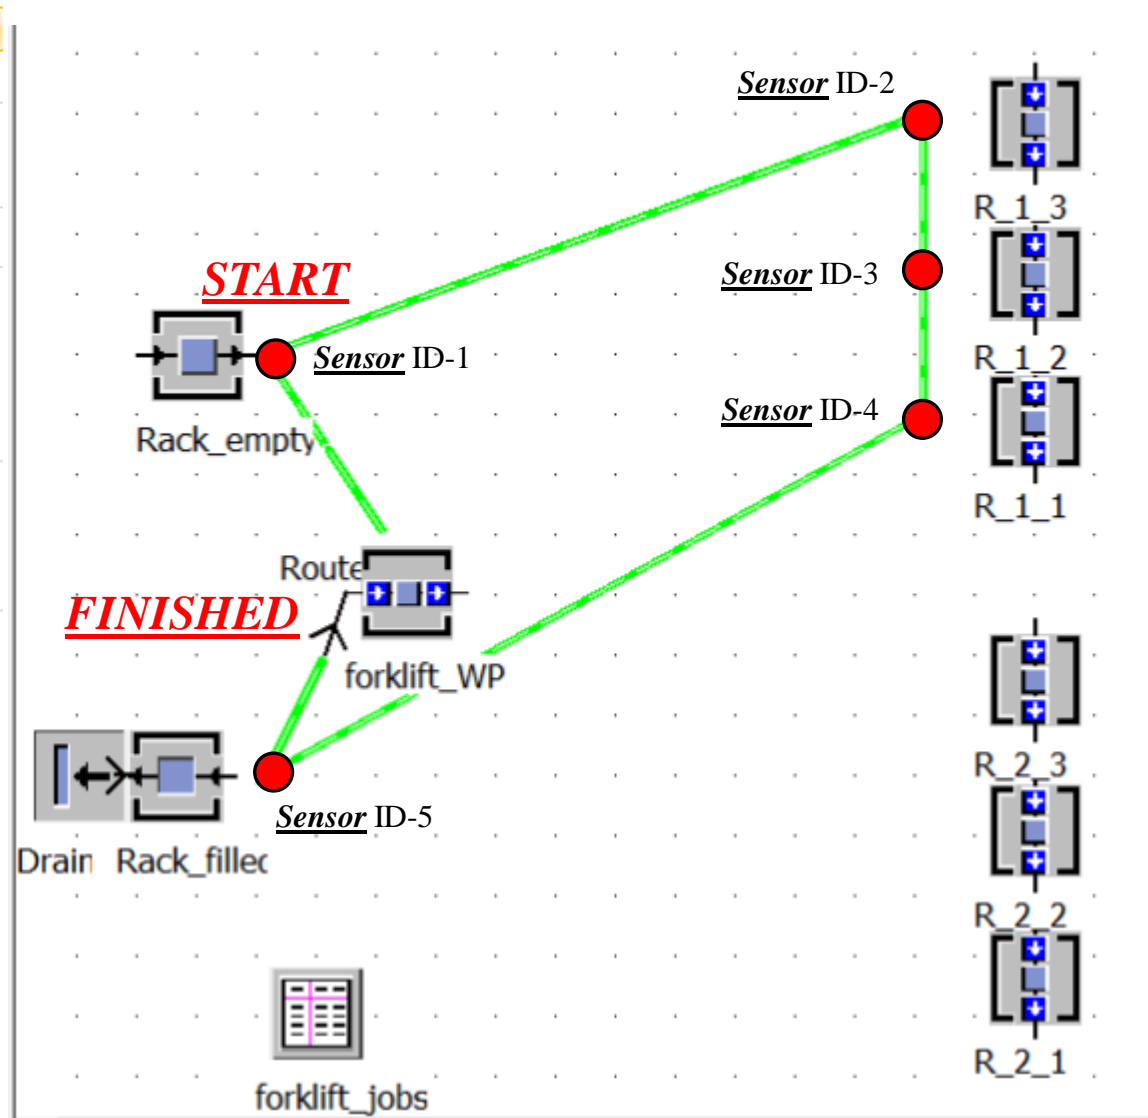 Sensor ID-2
R_1_3
START
Sensor ID-3
Sensor ID-1
R_1_2
Sensor ID-4
Rack_empty
R_1_1
Route
FINISHED
forklift_WP
R_2_3
Sensor ID-5
Drain
Rack_filled
R_2_2
R_2_1
forklift_jobs